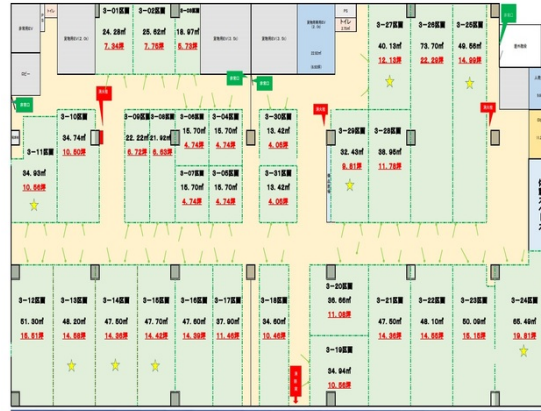 3-01区画
24.28㎡
7.34坪
3-02区画
25.62㎡
7.75坪
3-03区画
18.97㎡
5.73坪
トイレ
トイレ
3-27区画
40.13㎡
12.13坪
3-26区画
73.70㎡
22.29坪
3-25区画
49.56㎡
14.99坪
3-10区画
34.74㎡
10.50坪
3-09区画
22.22㎡
6.72坪
3-08区画
21.92㎡
6.63坪
3-06区画
15.70㎡
4.74坪
3-04区画
15.70㎡
4.74坪
3-30区画
13.42㎡
4.05坪
3-29区画
32.43㎡
9.81坪
3-28区画
38.95㎡
11.78坪
3-11区画
34.93㎡
10.56坪
3-07区画
15.70㎡
4.74坪
3-05区画
15.70㎡
4.74坪
3-31区画
13.42㎡
4.05坪
3-12区画
51.30㎡
15.51坪
3-13区画
48.20㎡
14.58坪
3-14区画
47.50㎡
14.36坪
3-15区画
47.70㎡
14.42坪
3-16区画
47.60㎡
14.39坪
3-17区画
37.90㎡
11.46坪
3-18区画
34.60㎡
10.46坪
3-20区画
36.66㎡
11.08坪
3-19区画
34.94㎡
10.56坪
3-21区画
47.50㎡
14.36坪
3-22区画
48.10㎡
14.55坪
3-23区画
50.09㎡
15.15坪
3-24区画
65.49㎡
19.81坪